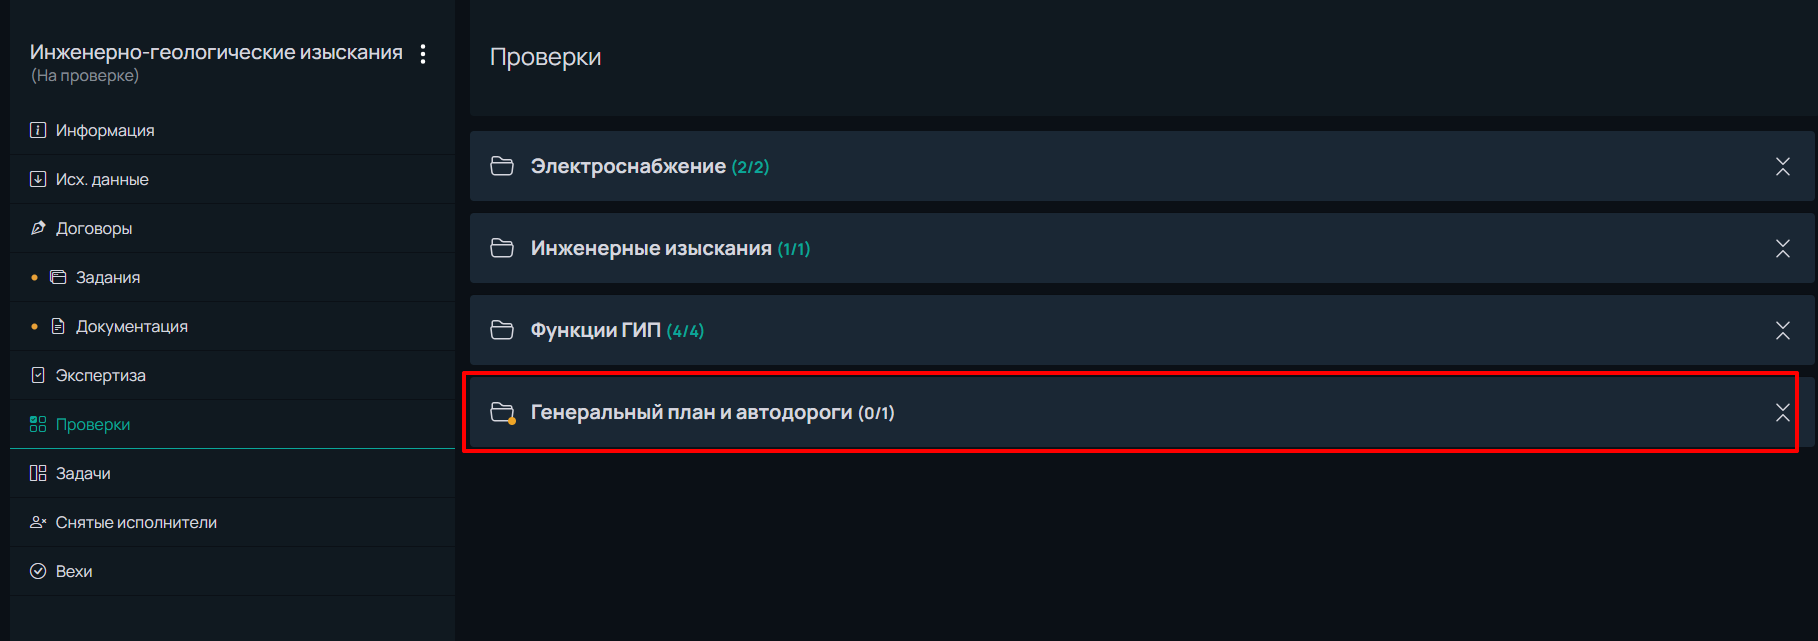 Инженерно-геологические изыскания
(На проверке)
Информация
Исх. данные
Договоры
Задания
Документация
Экспертиза
Проверки
Задачи
Снятые исполнители
Вехи
Проверки
Электроснабжение (2/2)
Инженерные изыскания (1/1)
Функции ГИП (4/4)
Генеральный план и автодороги (0/1)